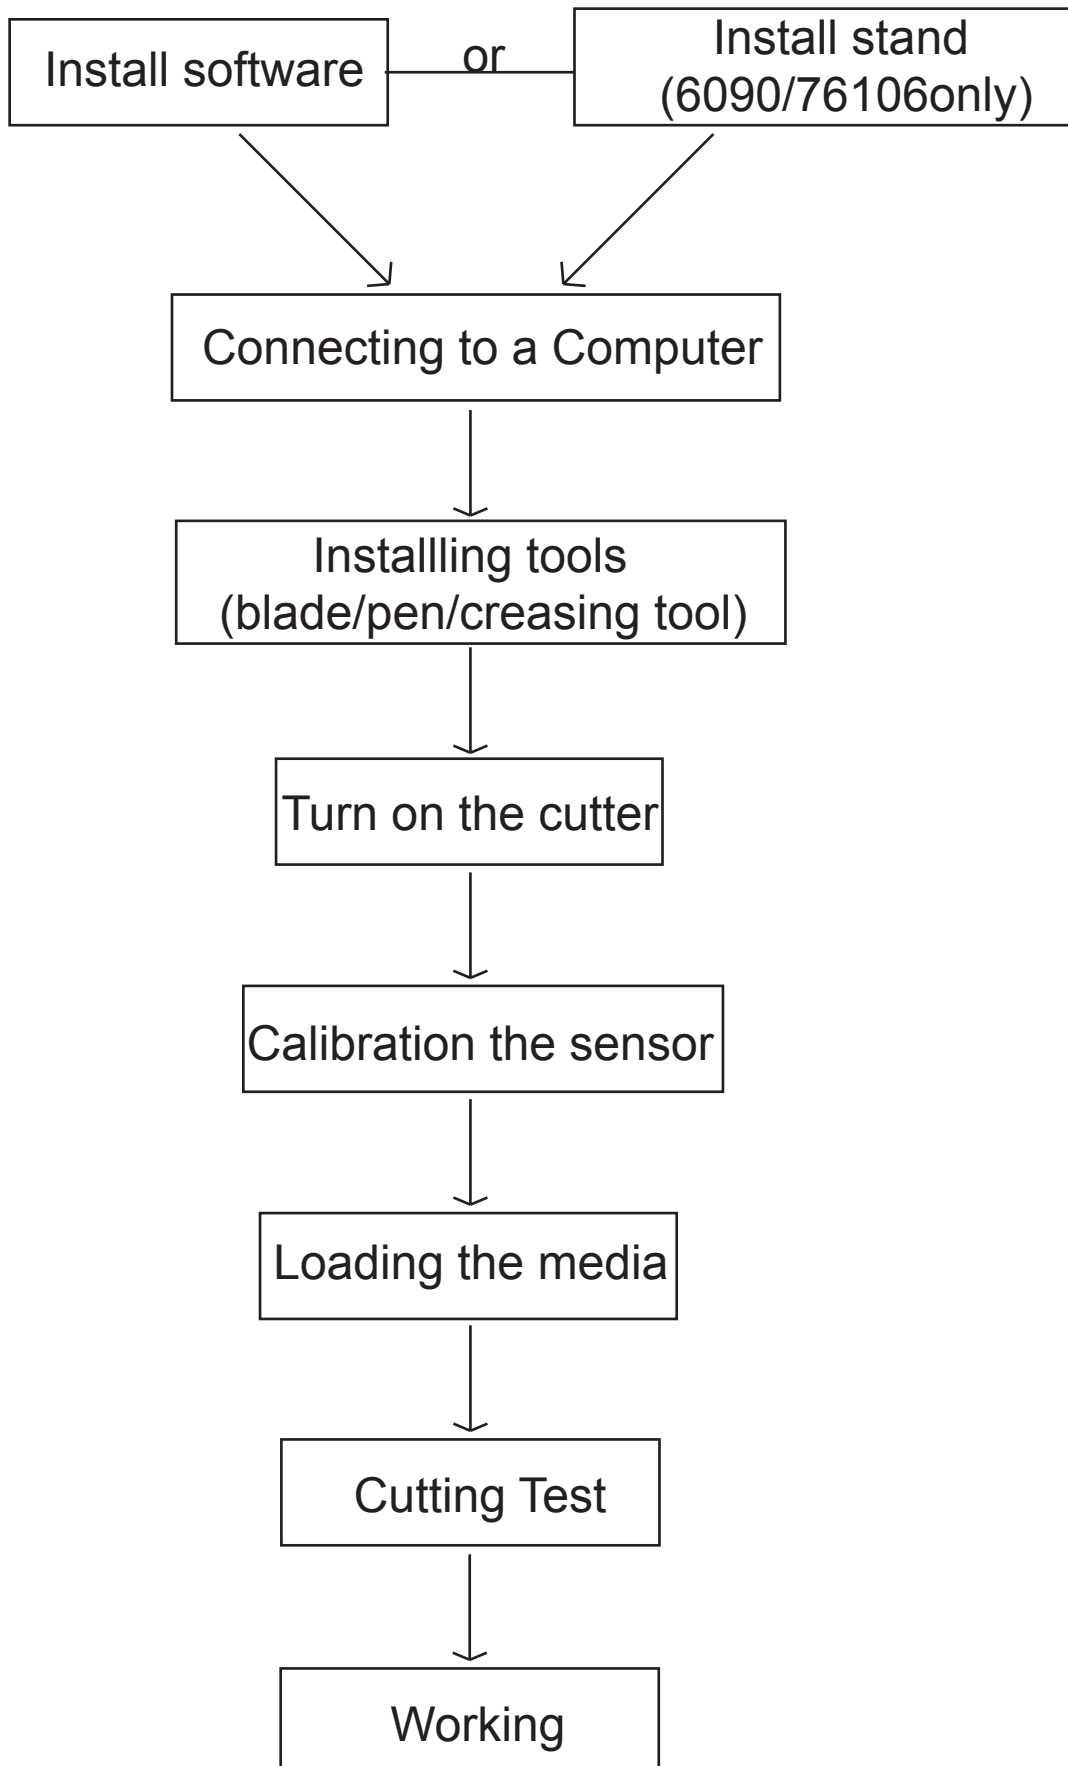 Install software
or
Install stand
(6090/76106only)
Connecting to a Computer
Installling tools
(blade/pen/creasing tool)
Turn on the cutter
Calibration the sensor
Loading the media
Cutting Test
Working